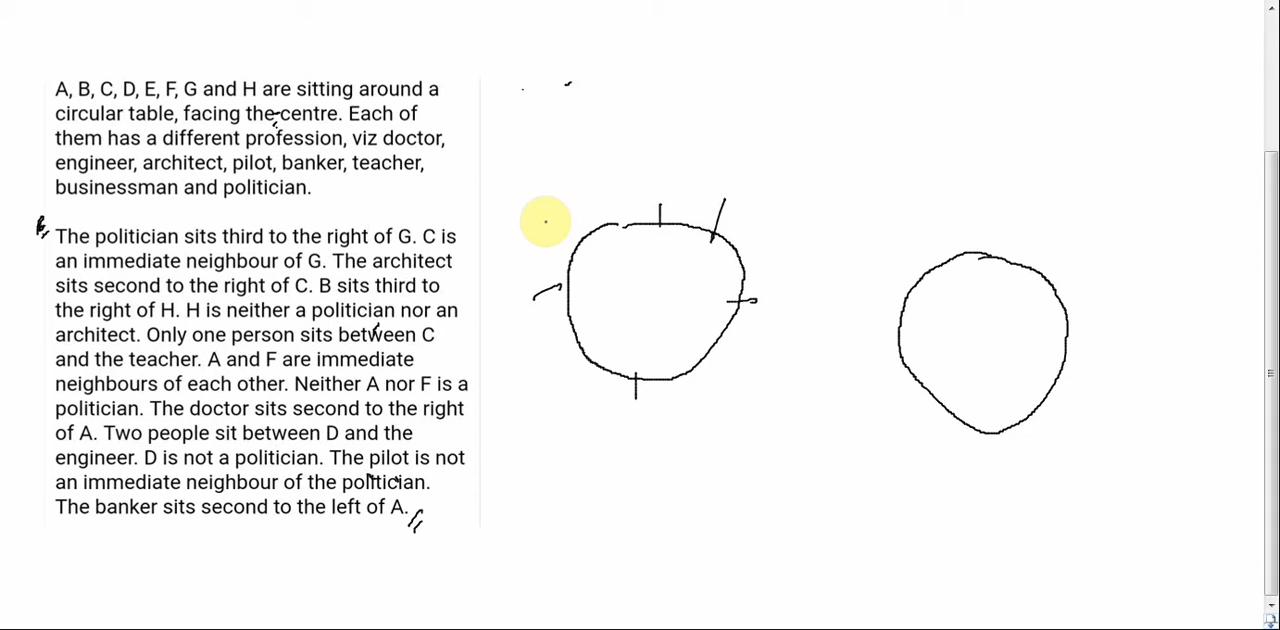 A, B, C, D, E, F, G and H are sitting around a
circular table, facing the centre. Each of
them has a different profession, viz doctor,
engineer, architect, pilot, banker, teacher,
businessman and politician.
The politician sits third to the right of G. C is
an immediate neighbour of G. The architect
sits second to the right of C. B sits third to
the right of H. H is neither a politician nor an
architect. Only one person sits between C
and the teacher. A and F are immediate
neighbours of each other. Neither A nor F is a
politician. The doctor sits second to the right
of A. Two people sit between D and the
engineer. D is not a politician. The pilot is not
an immediate neighbour of the politician.
The banker sits second to the left of A.